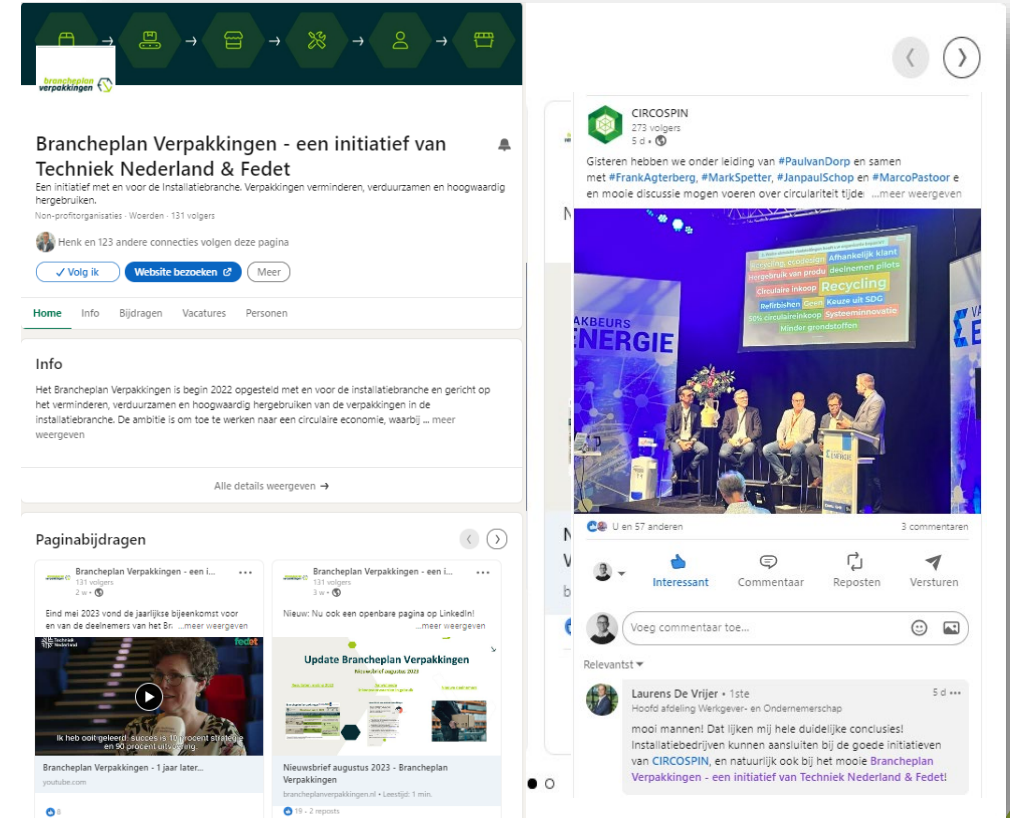 brancheplan
verpakkingen
Brancheplan Verpakkingen - een initiatief van
Techniek Nederland & Fedet
Een initiatief met en voor de Installatiebranche. Verpakkingen verminderen, verduurzamen en hoogwaardig
hergebruiken.
Non-profitorganisaties · Woerden · 131 volgers
Henk en 123 andere connecties volgen deze pagina
Volg ik
Website bezoeken
Meer
Home
Info
Bijdragen
Vacatures
Personen
Info
Het Brancheplan Verpakkingen is begin 2022 opgesteld met en voor de installatiebranche en gericht op
het verminderen, verduurzamen en hoogwaardig hergebruiken van de verpakkingen in de
installatiebranche. De ambitie is om toe te werken naar een circulaire economie, waarbij ... meer
weergeven
Alle details weergeven →
Paginabijdragen
Brancheplan Verpakkingen - een i...
131 volgers
2 w •
Eind mei 2023 vond de jaarlijkse bijeenkomst voor
en van de deelnemers van het Br ...meer weergeven
Techniek
Nederland
fedet
Ik heb ooit geleerd: succes is 10 procent strategie
en 90 procent uitvoering.
Brancheplan Verpakkingen - 1 jaar later...
youtube.com
8
Brancheplan Verpakkingen - een i...
131 volgers
3 w •
Nieuw: Nu ook een openbare pagina op LinkedIn!
...meer weergeven
Update Brancheplan Verpakkingen
Nieuwsbrief augustus 2023
Nieuwsbrief augustus 2023 - Brancheplan
Verpakkingen
brancheplanverpakkingen.nl • Leestijd: 1 min.
19 · 2 reposts
CIRCOSPIN
273 volgers
5 d •
Gisteren hebben we onder leiding van #PaulvanDorp en samen
met #FrankAgterberg, #MarkSpetter, #JanpaulSchop en #MarcoPastoor e
en mooie discussie mogen voeren over circulariteit tijde ...meer weergeven
Recycling, ecodesign
Afhankelijk klant
Hergebruik van produ
deelnemen pilots
Circulaire inkoop
Recycling
Refurbishen
Geen
Keuze uit SDG
50% circulaireinkoop
Systeeminnovatie
Minder grondstoffen
AKBEURS
ENERGIE
VA
E
ENERGIE
U en 57 anderen
3 commentaren
Interessant
Commentaar
Reposten
Versturen
Voeg commentaar toe...
Relevantst
Laurens De Vrijer • 1ste
5 d
Hoofd afdeling Werkgever- en Ondernemerschap
mooi mannen! Dat lijken mij hele duidelijke conclusies!
Installatiebedrijven kunnen aansluiten bij de goede initiatieven
van CIRCOSPIN, en natuurlijk ook bij het mooie Brancheplan
Verpakkingen - een initiatief van Techniek Nederland & Fedet!